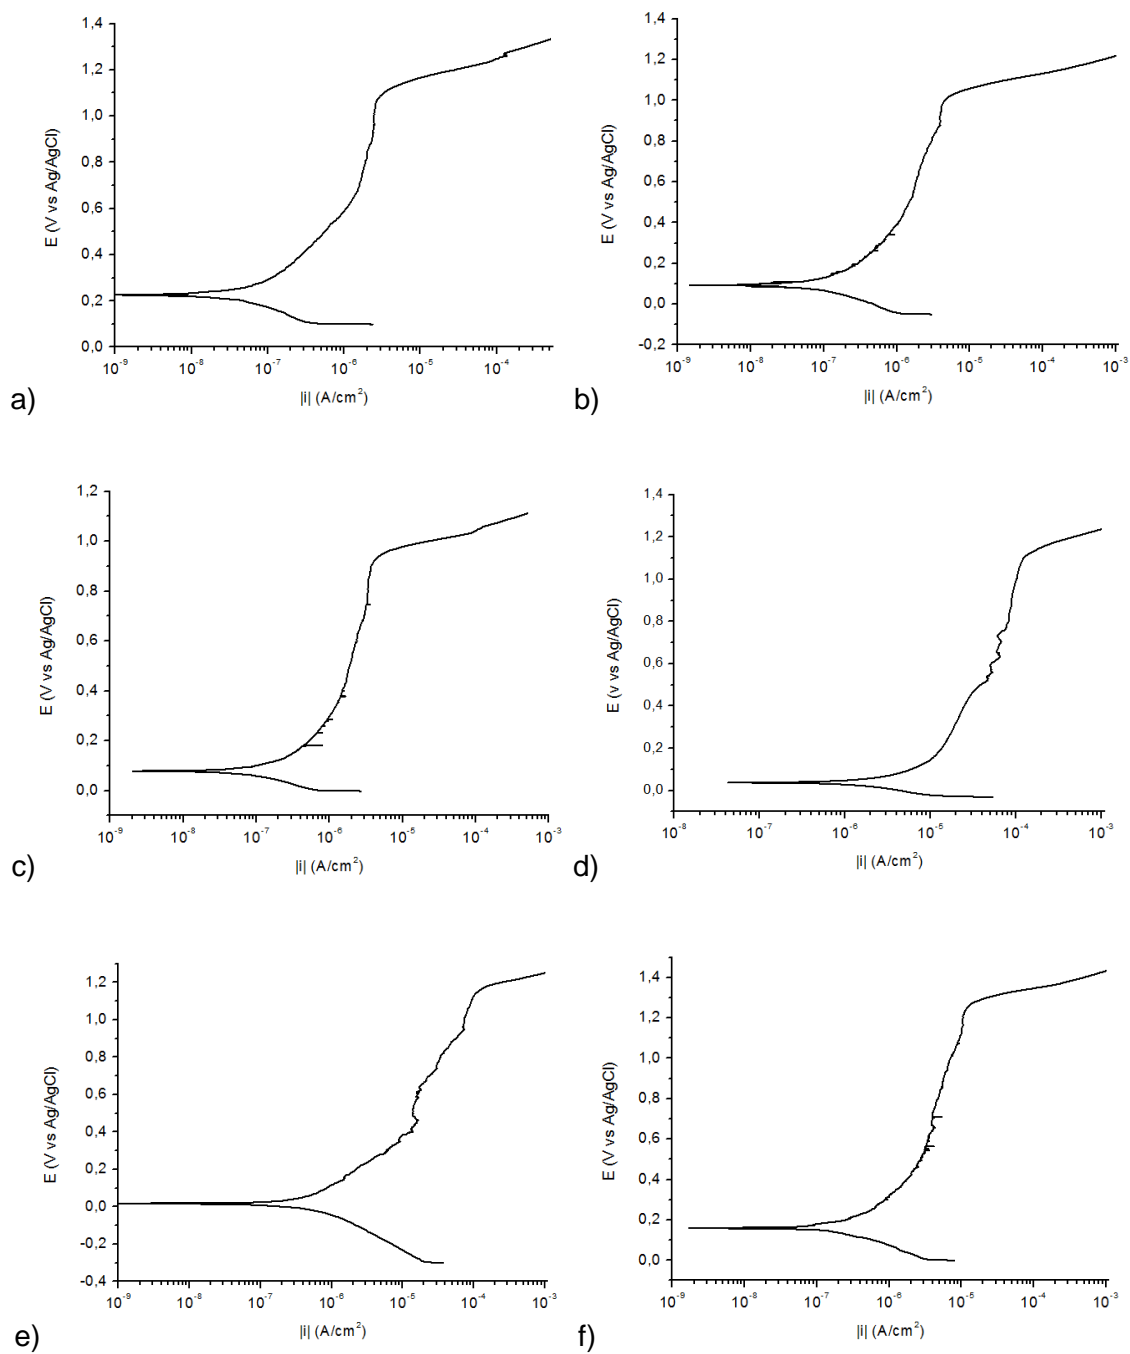 1,4
1,2
1,0
0,8
0,6
0,4
0,2
0,0
E (V vs Ag/AgCl)
10⁻⁹ 10⁻⁸ 10⁻⁷ 10⁻⁶ 10⁻⁵ 10⁻⁴
|i| (A/cm²)
a)
1,4
1,2
1,0
0,8
0,6
0,4
0,2
0,0
-0,2
E (V vs Ag/AgCl)
10⁻⁹ 10⁻⁸ 10⁻⁷ 10⁻⁶ 10⁻⁵ 10⁻⁴ 10⁻³
|i| (A/cm²)
b)
1,2
1,0
0,8
0,6
0,4
0,2
0,0
E (V vs Ag/AgCl)
10⁻⁹ 10⁻⁸ 10⁻⁷ 10⁻⁶ 10⁻⁵ 10⁻⁴ 10⁻³
|i| (A/cm²)
c)
1,4
1,2
1,0
0,8
0,6
0,4
0,2
0,0
E (v vs Ag/AgCl)
10⁻⁸ 10⁻⁷ 10⁻⁶ 10⁻⁵ 10⁻⁴ 10⁻³
|i| (A/cm²)
d)
1,2
1,0
0,8
0,6
0,4
0,2
0,0
-0,2
-0,4
E (V vs Ag/AgCl)
10⁻⁹ 10⁻⁸ 10⁻⁷ 10⁻⁶ 10⁻⁵ 10⁻⁴ 10⁻³
|i| (A/cm²)
e)
1,4
1,2
1,0
0,8
0,6
0,4
0,2
0,0
E (V vs Ag/AgCl)
10⁻⁹ 10⁻⁸ 10⁻⁷ 10⁻⁶ 10⁻⁵ 10⁻⁴ 10⁻³
|i| (A/cm²)
f)